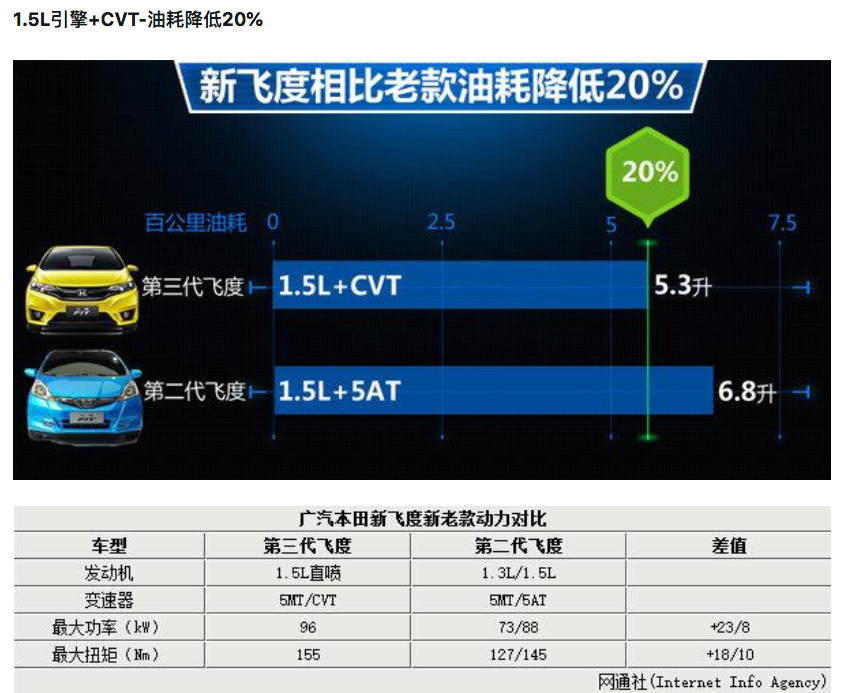 1.5L引擎+CVT-油耗降低20%
新飞度相比老款油耗降低20%
20%
百公里油耗 0 2.5 5 7.5
第三代飞度 1.5L+CVT 5.3升
FIT
第二代飞度 1.5L+5AT 6.8升
FIT
广汽本田新飞度新老款动力对比
车型 第三代飞度 第二代飞度 差值
发动机 1.5L直喷 1.3L/1.5L
变速器 5MT/CVT 5MT/5AT
最大功率（kW） 96 73/88 +23/8
最大扭矩（Nm） 155 127/145 +18/10
网通社(Internet Info Agency)